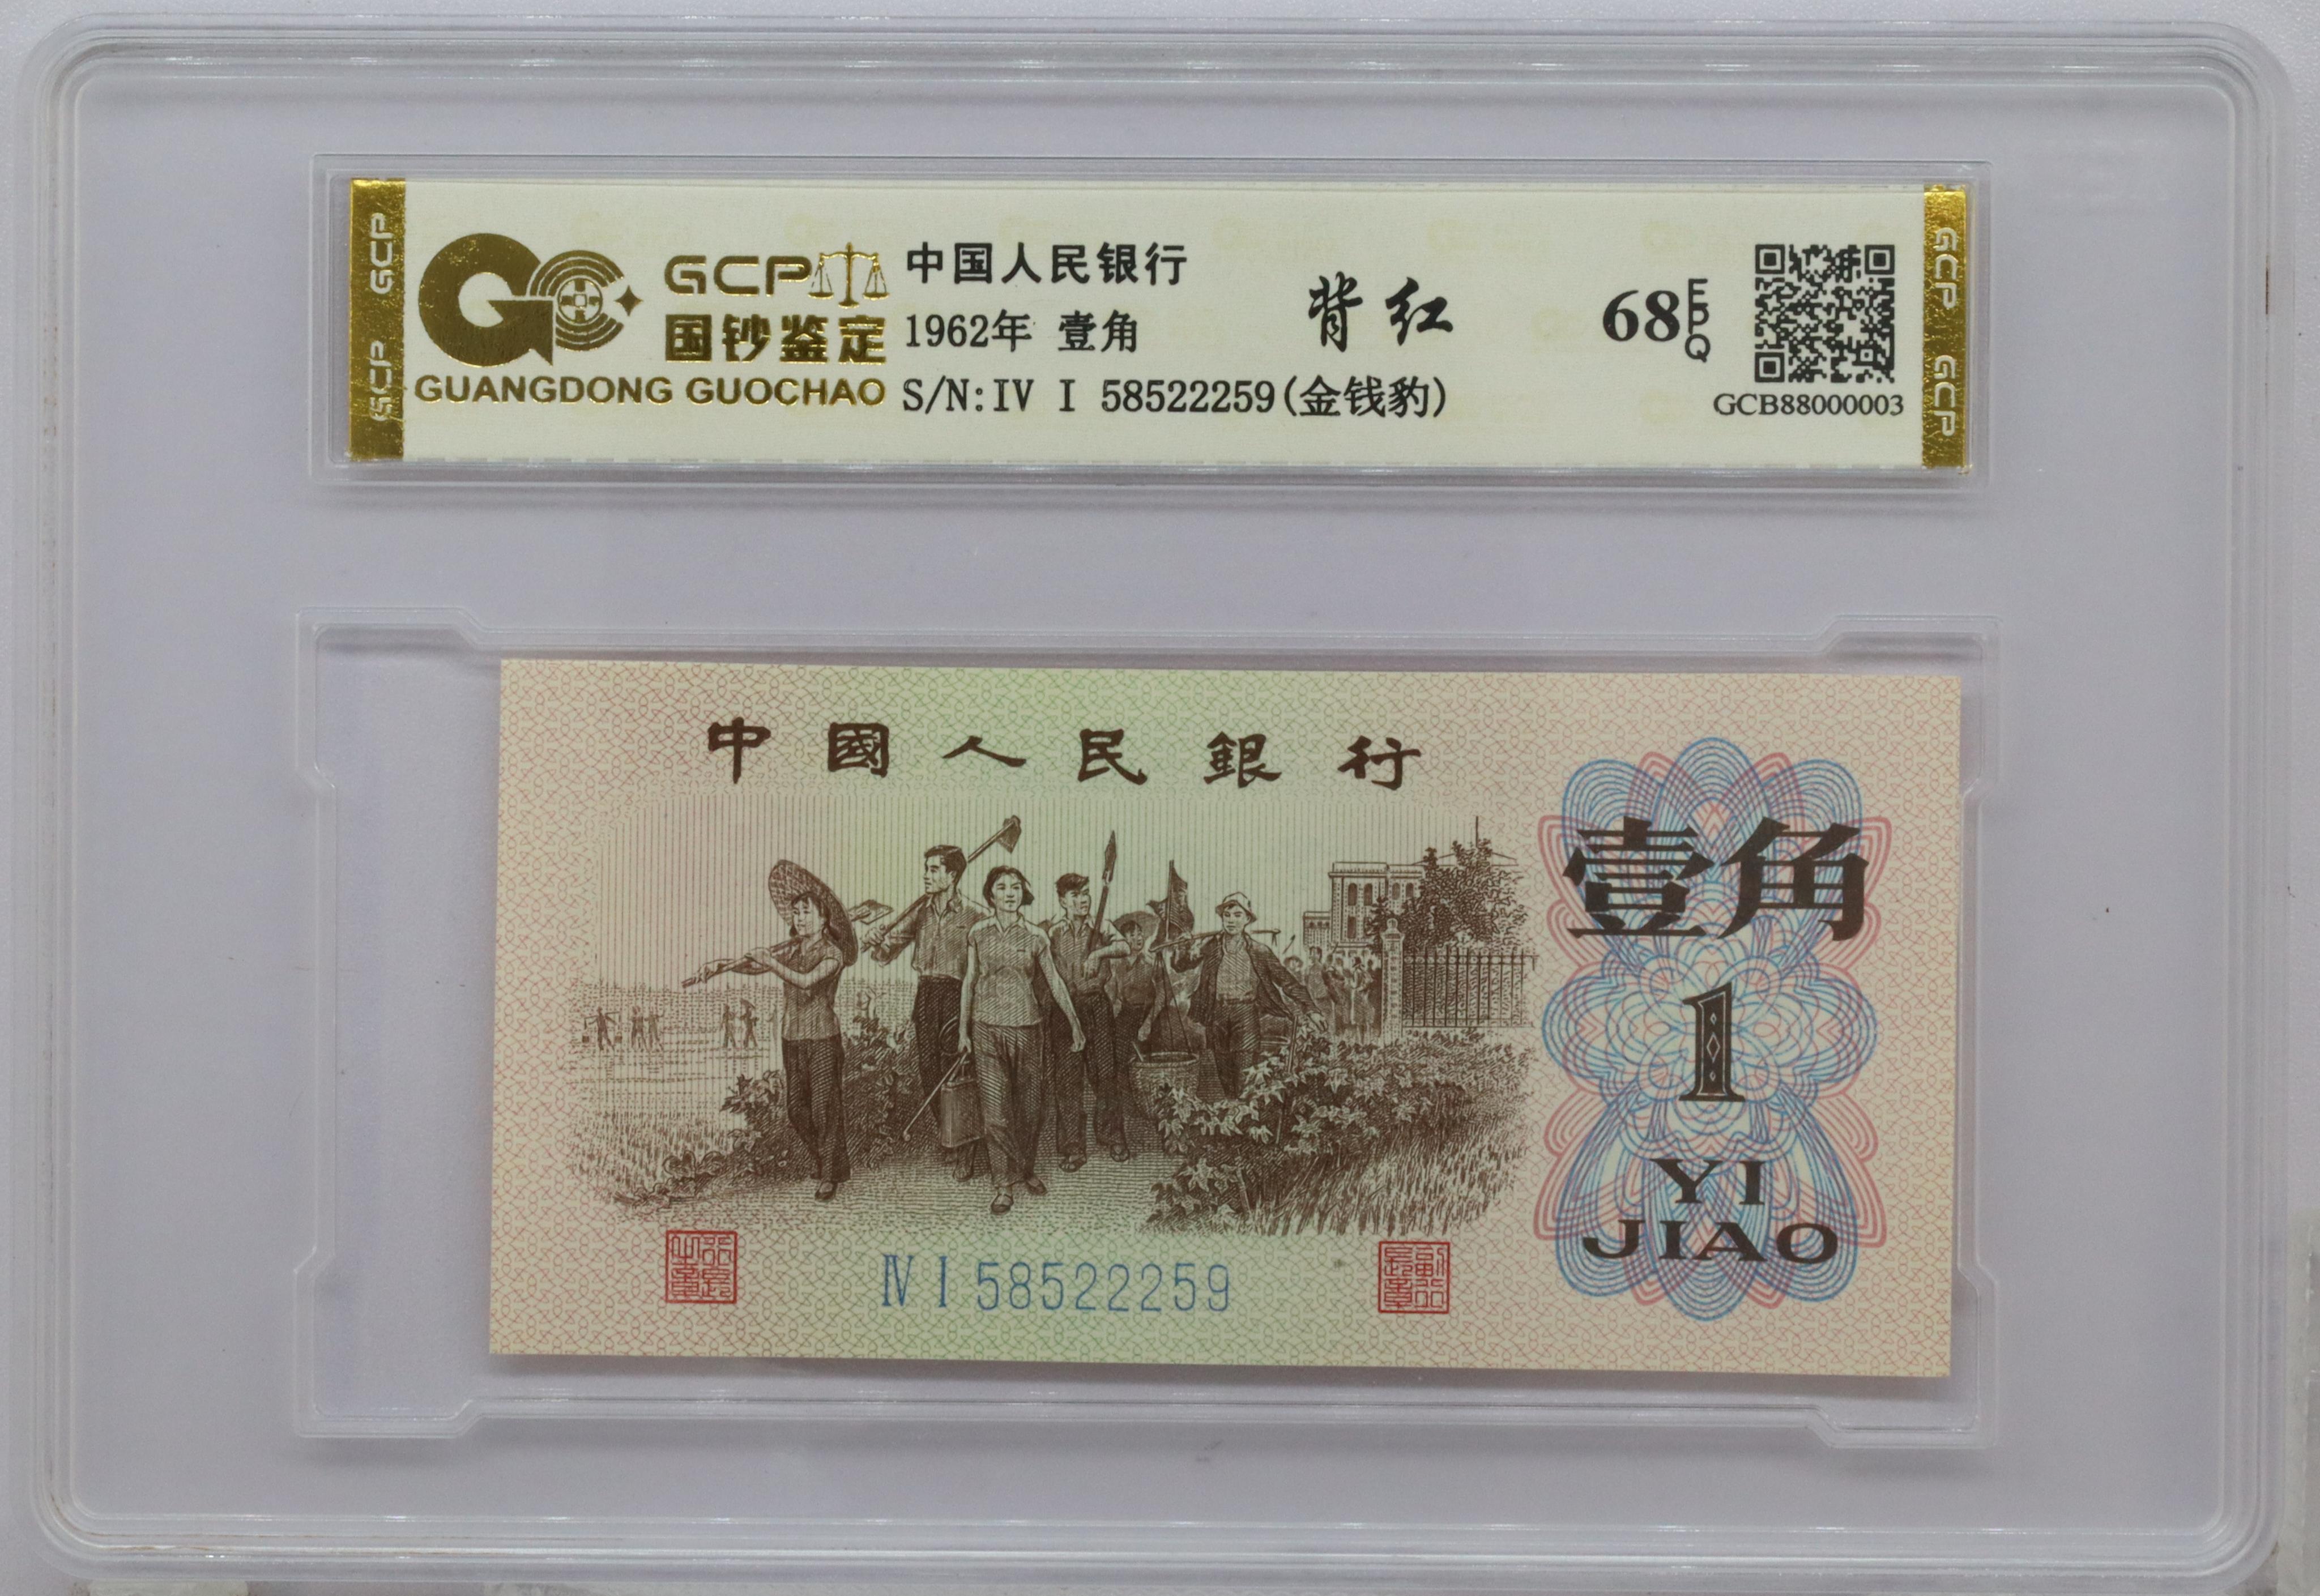 GCP GCP
GCP
国钞鉴定
GUANGDONG GUOCHAO
中国人民银行
1962年 壹角
S/N:IV I 58522259(金钱豹)
背红
68 EPQ
GCB88000003
GCP GCP
中國人民銀行
壹角
1
YI
JIAO
IV I 58522259